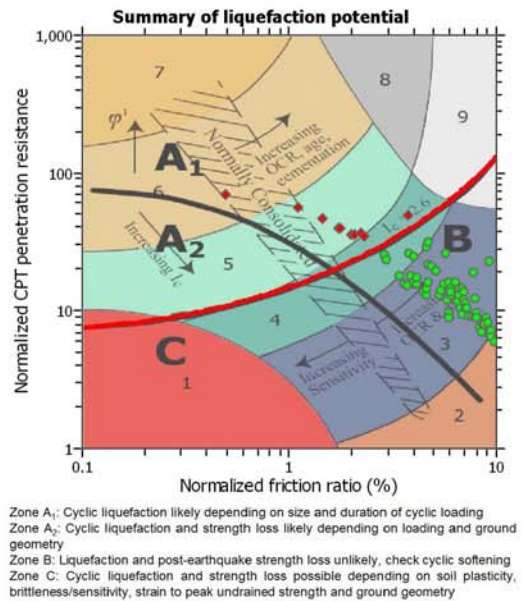 Summary of liquefaction potential
1,000
7
8
9
φ'
Normally Consolidated
Increasing
OCR, age,
cementation
A1
100
6
Ic
2.6
A2
B
Increasing Ic
5
10
4
C
3
1
Increasing
Sensitivity
2
1
0.1
1
10
Normalized CPT penetration resistance
Normalized friction ratio (%)
Zone A1: Cyclic liquefaction likely depending on size and duration of cyclic loading
Zone A2: Cyclic liquefaction and strength loss likely depending on loading and ground
geometry
Zone B: Liquefaction and post-earthquake strength loss unlikely, check cyclic softening
Zone C: Cyclic liquefaction and strength loss possible depending on soil plasticity,
brittleness/sensitivity, strain to peak undrained strength and ground geometry